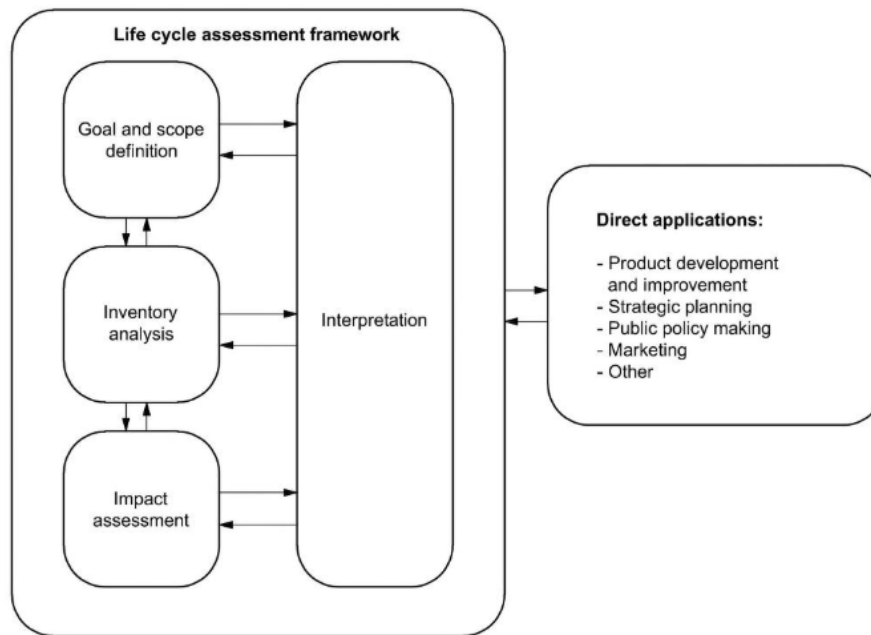 Life cycle assessment framework
Goal and scope
definition
Inventory
analysis
Impact
assessment
Interpretation
Direct applications:
- Product development
and improvement
- Strategic planning
- Public policy making
- Marketing
- Other